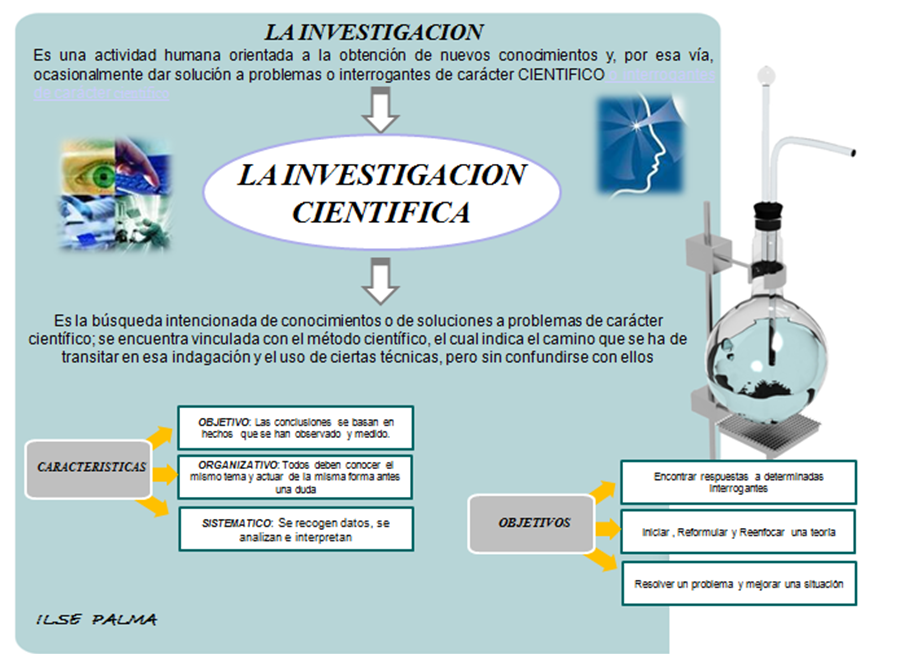 LA INVESTIGACION
Es una actividad humana orientada a la obtención de nuevos conocimientos y, por esa vía,
ocasionalmente dar solución a problemas o interrogantes de carácter CIENTIFICO o interrogantes
de carácter científico
LA INVESTIGACION
CIENTIFICA
Es la búsqueda intencionada de conocimientos o de soluciones a problemas de carácter
científico; se encuentra vinculada con el método científico, el cual indica el camino que se ha de
transitar en esa indagación y el uso de ciertas técnicas, pero sin confundirse con ellos
CARACTERISTICAS
OBJETIVO: Las conclusiones se basan en
hechos que se han observado y medido.
ORGANIZATIVO: Todos deben conocer el
mismo tema y actuar de la misma forma antes
una duda
SISTEMATICO: Se recogen datos, se
analizan e interpretan
OBJETIVOS
Encontrar respuestas a determinadas
interrogantes
Iniciar , Reformular y Reenfocar una teoría
Resolver un problema y mejorar una situación
ILSE PALMA